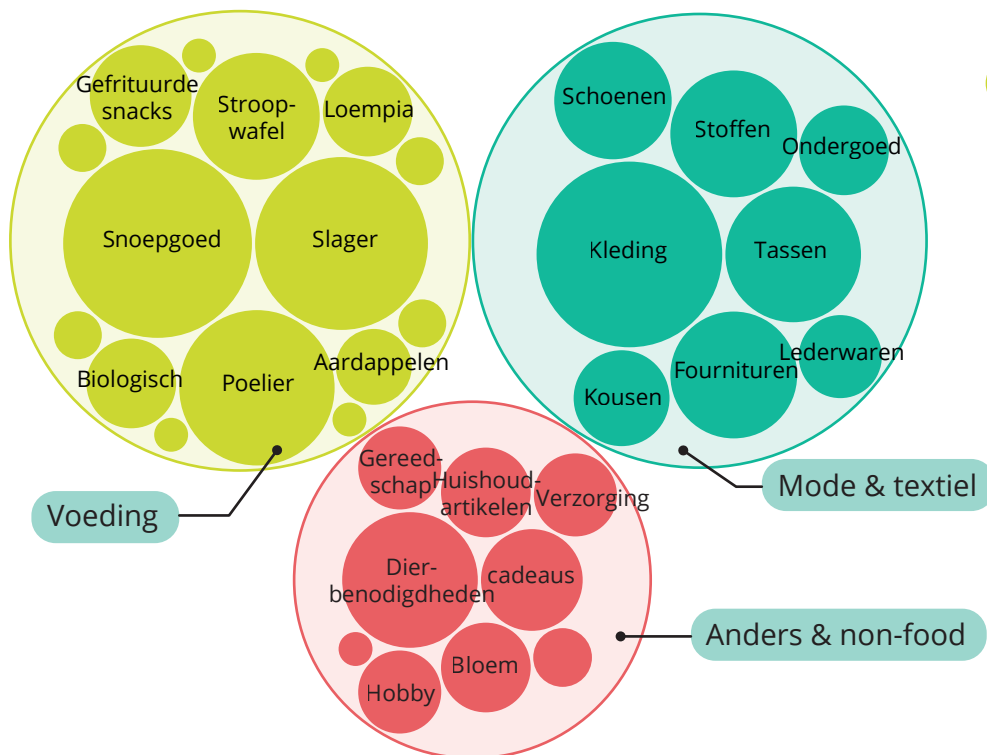 Gefrituurde
snacks
Stroop-
wafel
Loempia
Snoepgoed
Slager
Biologisch
Poelier
Aardappelen
Voeding
Schoenen
Stoffen
Ondergoed
Kleding
Tassen
Kousen
Fournituren
Lederwaren
Mode & textiel
Gereed-
schap
Huishoud-
artikelen
Verzorging
Dier-
benodigdheden
cadeaus
Bloem
Hobby
Anders & non-food